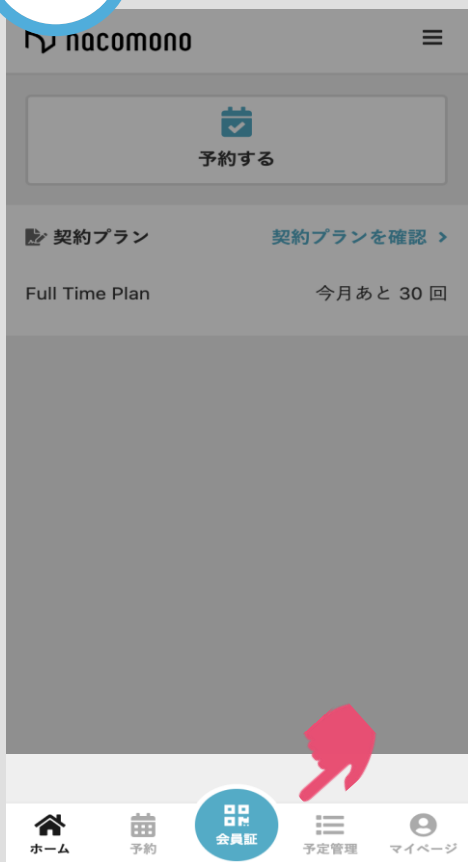 hacomono
予約する
契約プラン
契約プランを確認 >
Full Time Plan
今月あと 30 回
ホーム
予約
会員証
予定管理
マイページ